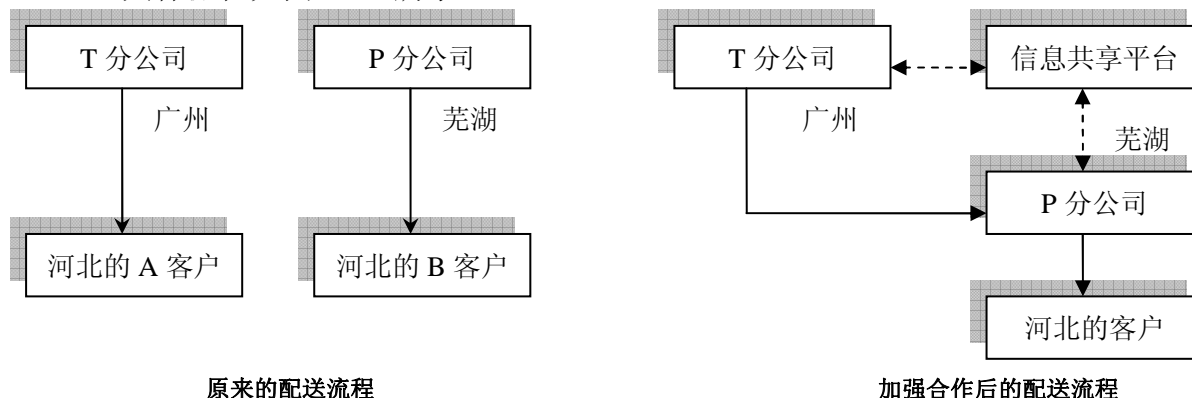 T 分公司
P 分公司
T 分公司
信息共享平台
广州
芜湖
广州
芜湖
P 分公司
河北的 A 客户
河北的 B 客户
河北的客户
原来的配送流程
加强合作后的配送流程